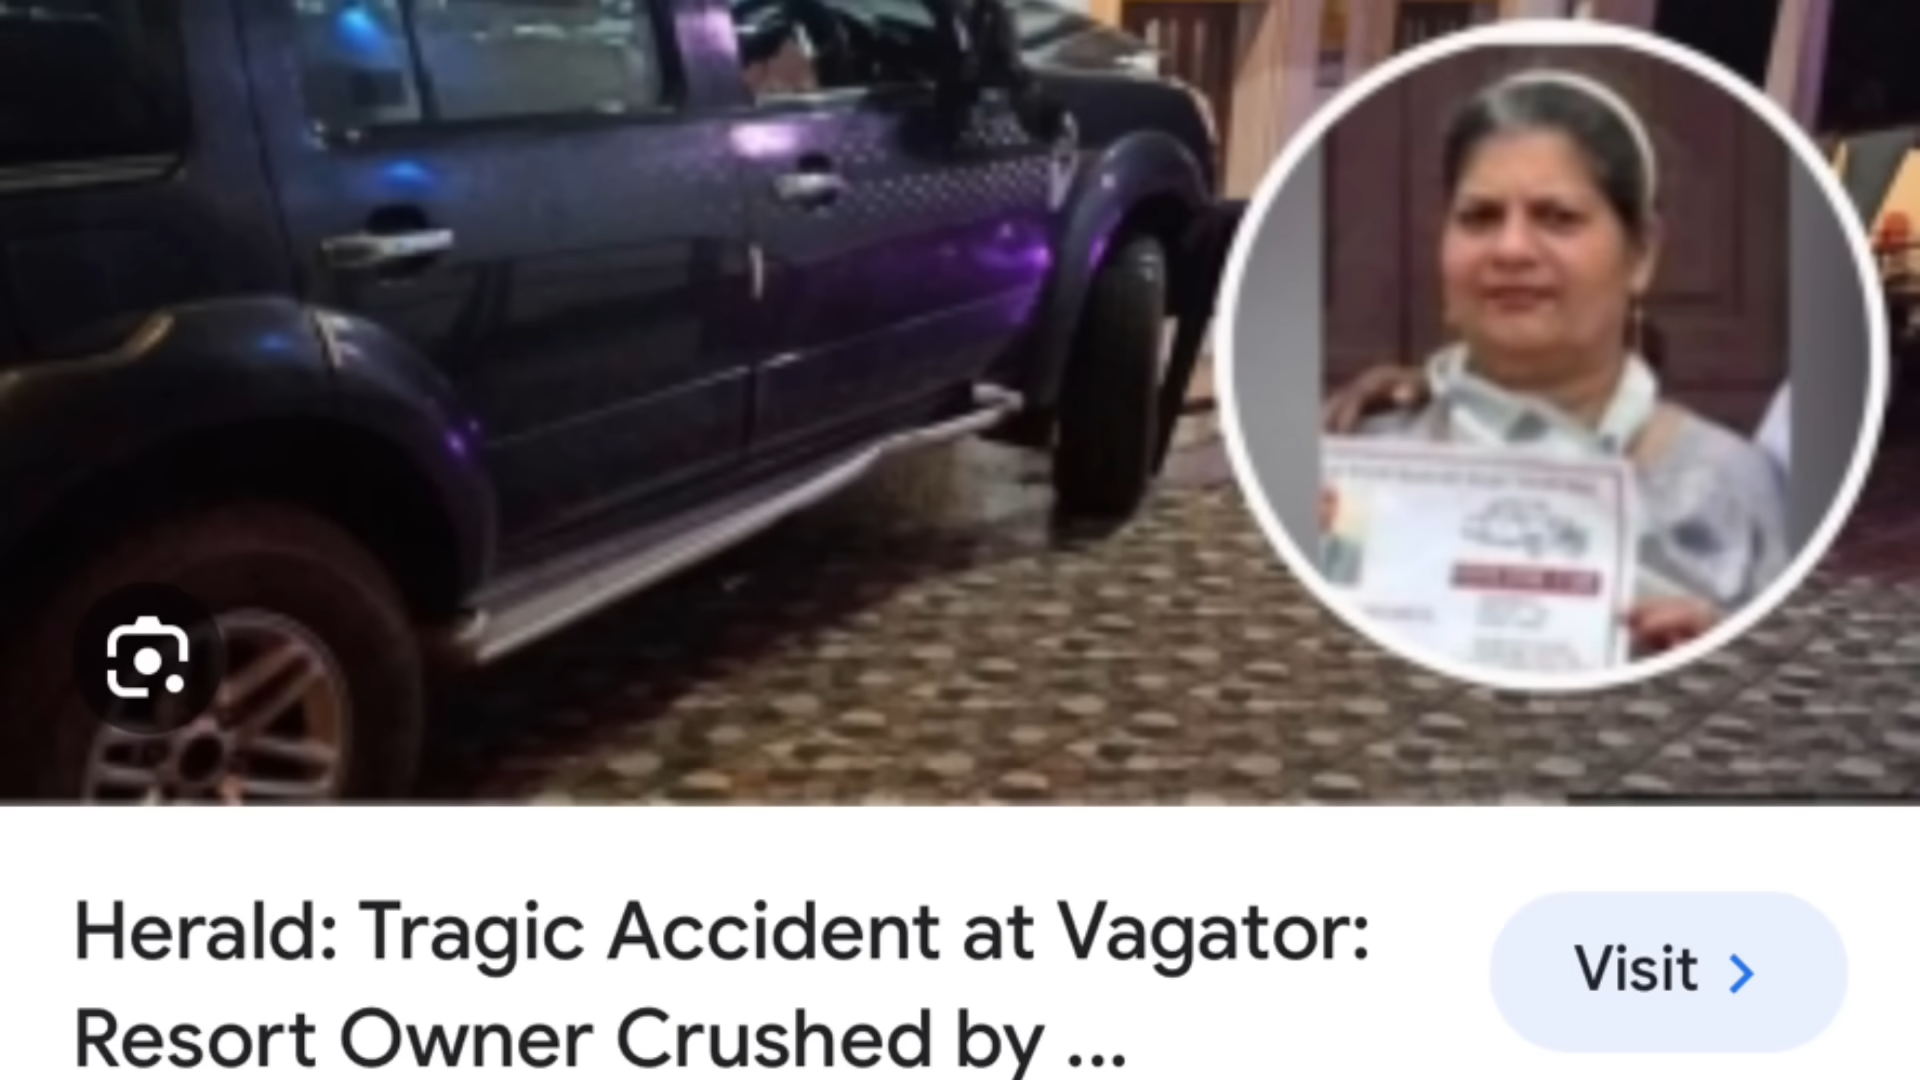 Herald: Tragic Accident at Vagator:
Resort Owner Crushed by ...
Visit